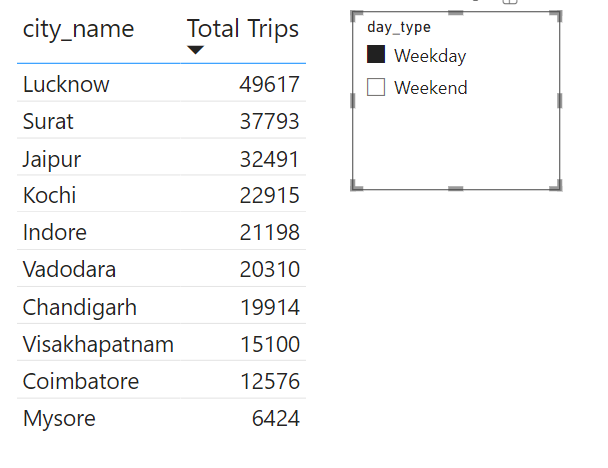 city_name Total Trips
Lucknow 49617
Surat 37793
Jaipur 32491
Kochi 22915
Indore 21198
Vadodara 20310
Chandigarh 19914
Visakhapatnam 15100
Coimbatore 12576
Mysore 6424
day_type
Weekday
Weekend